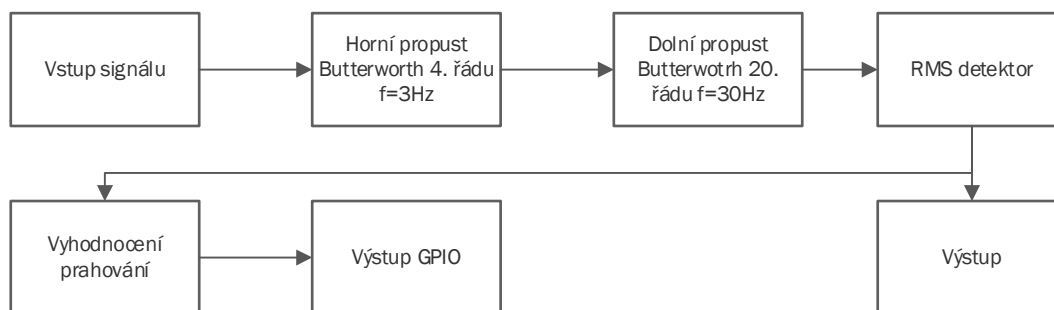 Vstup signálu
Horní propust
Butterworth 4. řádu
f=3Hz
Dolní propust
Butterwotrh 20.
řádu f=30Hz
RMS detektor
Vyhodnocení
prahování
Výstup GPIO
Výstup